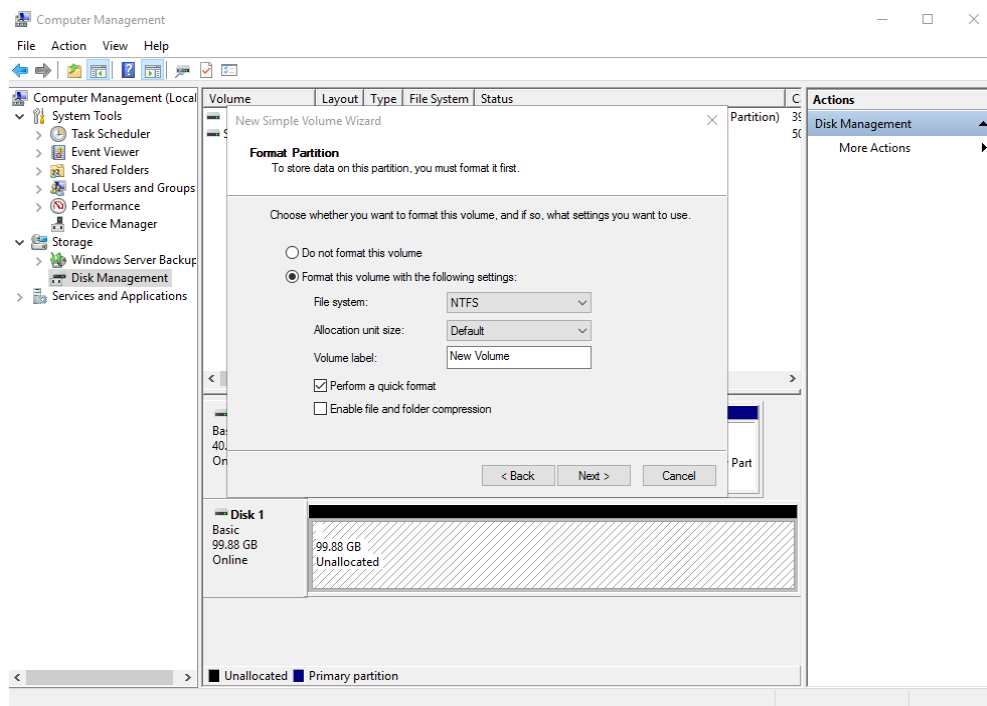 Computer Management
File Action View Help
Computer Management (Local
System Tools
Task Scheduler
Event Viewer
Shared Folders
Local Users and Groups
Performance
Device Manager
Storage
Windows Server Backup
Disk Management
Services and Applications
Volume Layout Type File System Status C
Partition) 39
S 50
New Simple Volume Wizard
Format Partition
To store data on this partition, you must format it first.
Choose whether you want to format this volume, and if so, what settings you want to use.
Do not format this volume
Format this volume with the following settings:
File system: NTFS
Allocation unit size: Default
Volume label: New Volume
Perform a quick format
Enable file and folder compression
< Back Next > Cancel
Bas
40.
On
Part
Disk 1
Basic
99.88 GB
Online
99.88 GB
Unallocated
Unallocated Primary partition
Actions
Disk Management
More Actions